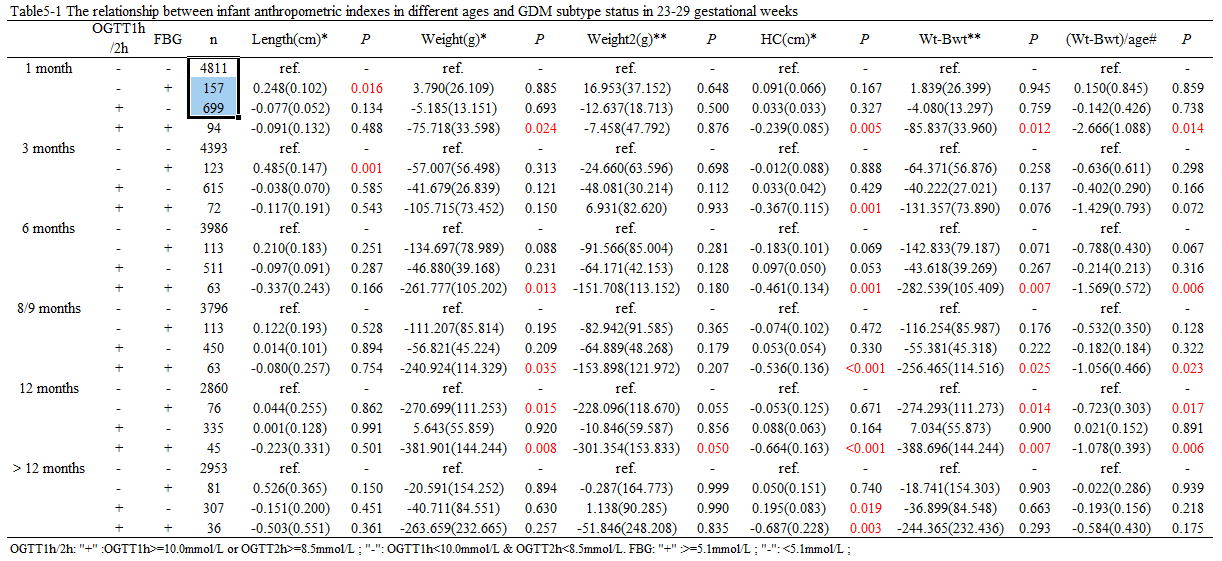 Table5-1 The relationship between infant anthropometric indexes in different ages and GDM subtype status in 23-29 gestational weeks
OGTT1h/2h FBG n Length(cm)* P Weight(g)* P Weight2(g)** P HC(cm)* P Wt-Bwt** P (Wt-Bwt)/age# P
1 month - - 4811 ref. - ref. - ref. - ref. - ref. - ref. -
- + 157 0.248(0.102) 0.016 3.790(26.109) 0.885 16.953(37.152) 0.648 0.091(0.066) 0.167 1.839(26.399) 0.945 0.150(0.845) 0.859
+ - 699 -0.077(0.052) 0.134 -5.185(13.151) 0.693 -12.637(18.713) 0.500 0.033(0.033) 0.327 -4.080(13.297) 0.759 -0.142(0.426) 0.738
+ + 94 -0.091(0.132) 0.488 -75.718(33.598) 0.024 -7.458(47.792) 0.876 -0.239(0.085) 0.005 -85.837(33.960) 0.012 -2.666(1.088) 0.014
3 months - - 4393 ref. - ref. - ref. - ref. - ref. - ref. -
- + 123 0.485(0.147) 0.001 -57.007(56.498) 0.313 -24.660(63.596) 0.698 -0.012(0.088) 0.888 -64.371(56.876) 0.258 -0.636(0.611) 0.298
+ - 615 -0.038(0.070) 0.585 -41.679(26.839) 0.121 -48.081(30.214) 0.112 0.033(0.042) 0.429 -40.222(27.021) 0.137 -0.402(0.290) 0.166
+ + 72 -0.117(0.191) 0.543 -105.715(73.452) 0.150 6.931(82.620) 0.933 -0.367(0.115) 0.001 -131.357(73.890) 0.076 -1.429(0.793) 0.072
6 months - - 3986 ref. - ref. - ref. - ref. - ref. - ref. -
- + 113 0.210(0.183) 0.251 -134.697(78.989) 0.088 -91.566(85.004) 0.281 -0.183(0.101) 0.069 -142.833(79.187) 0.071 -0.788(0.430) 0.067
+ - 511 -0.097(0.091) 0.287 -46.880(39.168) 0.231 -64.171(42.153) 0.128 0.097(0.050) 0.053 -43.618(39.269) 0.267 -0.214(0.213) 0.316
+ + 63 -0.337(0.243) 0.166 -261.777(105.202) 0.013 -151.708(113.152) 0.180 -0.461(0.134) 0.001 -282.539(105.409) 0.007 -1.569(0.572) 0.006
8/9 months - - 3796 ref. - ref. - ref. - ref. - ref. - ref. -
- + 113 0.122(0.193) 0.528 -111.207(85.814) 0.195 -82.942(91.585) 0.365 -0.074(0.102) 0.472 -116.254(85.987) 0.176 -0.532(0.350) 0.128
+ - 450 0.014(0.101) 0.894 -56.821(45.224) 0.209 -64.889(48.268) 0.179 0.053(0.054) 0.330 -55.381(45.318) 0.222 -0.182(0.184) 0.322
+ + 63 -0.080(0.257) 0.754 -240.924(114.329) 0.035 -153.898(121.972) 0.207 -0.536(0.136) <0.001 -256.465(114.516) 0.025 -1.056(0.466) 0.023
12 months - - 2860 ref. - ref. - ref. - ref. - ref. - ref. -
- + 76 0.044(0.255) 0.862 -270.699(111.253) 0.015 -228.096(118.670) 0.055 -0.053(0.125) 0.671 -274.293(111.273) 0.014 -0.723(0.303) 0.017
+ - 335 0.001(0.128) 0.991 5.643(55.859) 0.920 -10.846(59.587) 0.856 0.088(0.063) 0.164 7.034(55.873) 0.900 0.021(0.152) 0.891
+ + 45 -0.223(0.331) 0.501 -381.901(144.244) 0.008 -301.354(153.833) 0.050 -0.664(0.163) <0.001 -388.696(144.244) 0.007 -1.078(0.393) 0.006
> 12 months - - 2953 ref. - ref. - ref. - ref. - ref. - ref. -
- + 81 0.526(0.365) 0.150 -20.591(154.252) 0.894 -0.287(164.773) 0.999 0.050(0.151) 0.740 -18.741(154.303) 0.903 -0.022(0.286) 0.939
+ - 307 -0.151(0.200) 0.451 -40.711(84.551) 0.630 1.138(90.285) 0.990 0.195(0.083) 0.019 -36.899(84.548) 0.663 -0.193(0.156) 0.218
+ + 36 -0.503(0.551) 0.361 -263.659(232.665) 0.257 -51.846(248.208) 0.835 -0.687(0.228) 0.003 -244.365(232.436) 0.293 -0.584(0.430) 0.175
OGTT1h/2h: "+" :OGTT1h>=10.0mmol/L or OGTT2h>=8.5mmol/L ; "-": OGTT1h<10.0mmol/L & OGTT2h<8.5mmol/L. FBG: "+" :>=5.1mmol/L ; "-": <5.1mmol/L ;